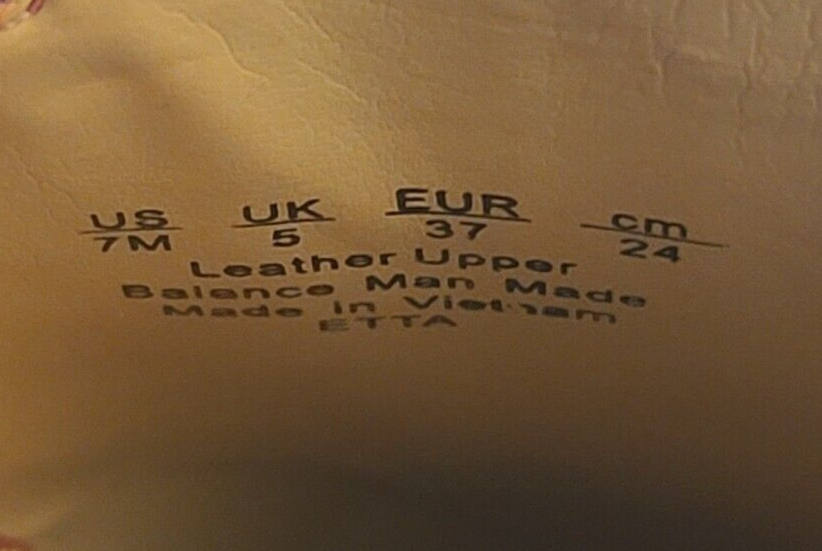 US UK EUR cm
7M 5 37 24
Leather Upper
Balance Man Made
Made in Vietnam
ETTA